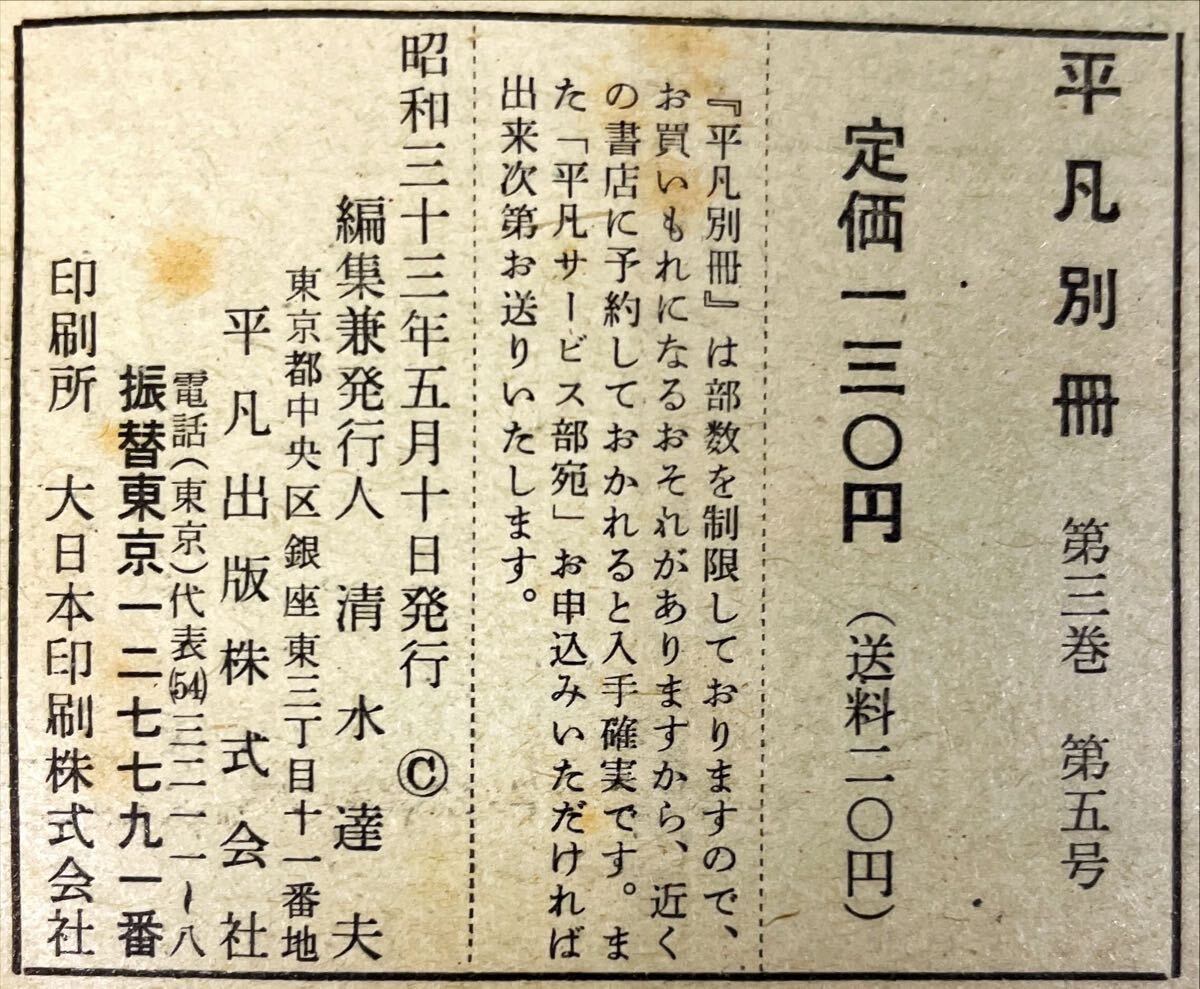 平凡別冊 第三巻 第五号
定価一三〇円 (送料二〇円)
『平凡別冊』は部数を制限しておりますので、
お買いもれになるおそれがありますから、近く
の書店に予約しておかれると入手確実です。ま
た「平凡サービス部宛」お申込みいただければ
出来次第お送りいたします。
昭和三十三年五月十日発行 ©
編集兼発行人 清水達夫
東京都中央区銀座東三丁目十一番地
平凡出版株式会社
電話(東京)代表(54)三二一一~八
振替東京一二七七九一番
印刷所 大日本印刷株式会社